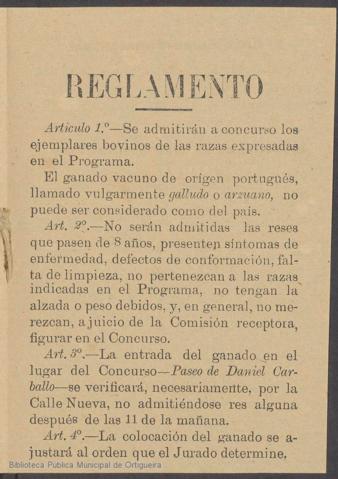 REGLAMENTO
Artículo 1.º—Se admitirán a concurso los
ejemplares bovinos de las razas expresadas
en el Programa.
El ganado vacuno de orígen portugués,
llamado vulgarmente galludo o arzuano, no
puede ser considerado como del país.
Art. 2º—No serán admitidas las reses
que pasen de 8 años, presenten síntomas de
enfermedad, defectos de conformación, fal-
ta de limpieza, no pertenezcan a las razas
indicadas en el Programa, no tengan la
alzada o peso debidos, y, en general, no me-
rezcan, a juicio de la Comisión receptora,
figurar en el Concurso.
Art. 3º.—La entrada del ganado en el
lugar del Concurso—Paseo de Daniel Car-
ballo—se verificará, necesariamente, por la
Calle Nueva, no admitiéndose res alguna
después de las 11 de la mañana.
Art. 4º.—La colocación del ganado se a-
justará al orden que el Jurado determine.
Biblioteca Pública Municipal de Ortigueira